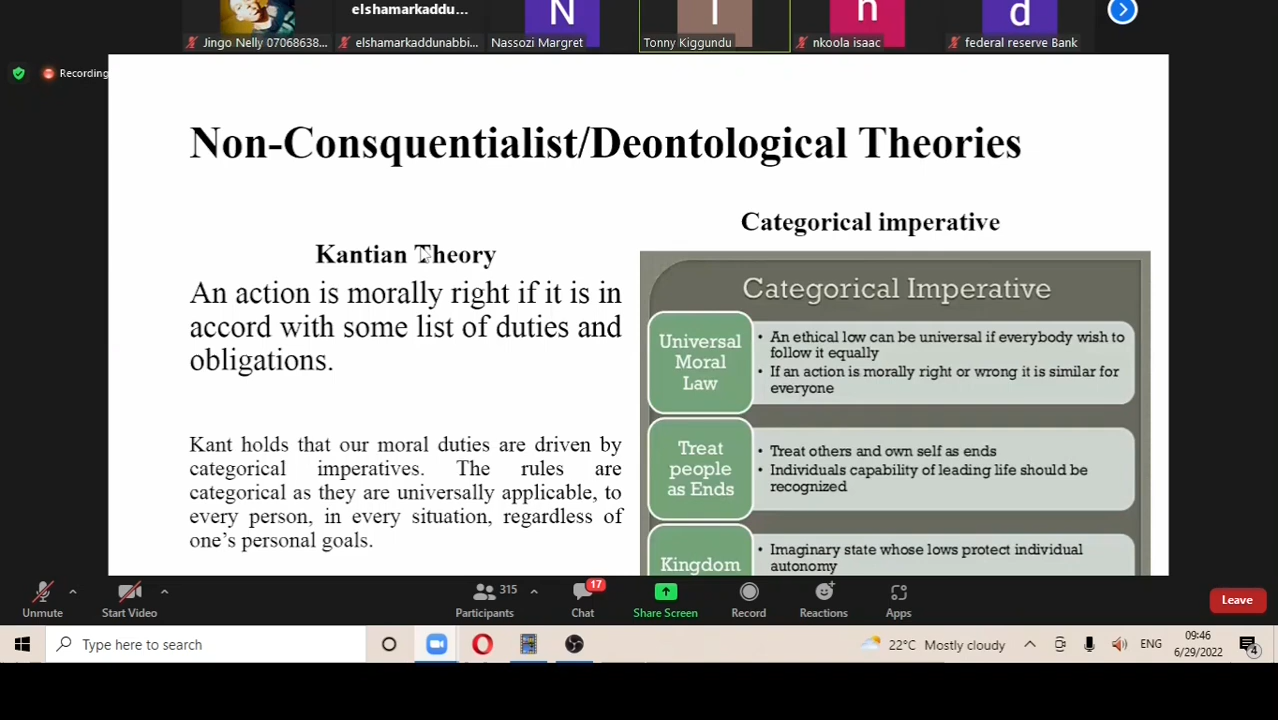 elshamarkaddu...
N
T
n
d
Jingo Nelly 07068638...
elshamarkaddunabbi...
Nassozi Margret
Tonny Kiggundu
nkoola isaac
federal reserve Bank
Recording
Non-Consquentialist/Deontological Theories
Kantian Theory
An action is morally right if it is in
accord with some list of duties and
obligations.
Kant holds that our moral duties are driven by
categorical imperatives. The rules are
categorical as they are universally applicable, to
every person, in every situation, regardless of
one's personal goals.
Categorical imperative
Categorical Imperative
Universal
Moral
Law
• An ethical low can be universal if everybody wish to
follow it equally
• If an action is morally right or wrong it is similar for
everyone
Treat
people
as Ends
• Treat others and own self as ends
• Individuals capability of leading life should be
recognized
Kingdom
• Imaginary state whose lows protect individual
autonomy
Unmute
Start Video
315
Participants
17
Chat
Share Screen
Record
Reactions
Apps
Leave
Type here to search
22°C Mostly cloudy
ENG
09:46
6/29/2022
4